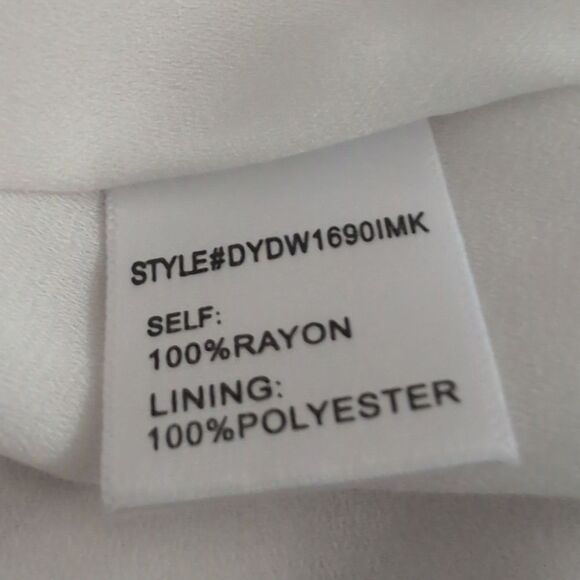 STYLE#DYDW1690IMK
SELF:
100%RAYON
LINING:
100%POLYESTER